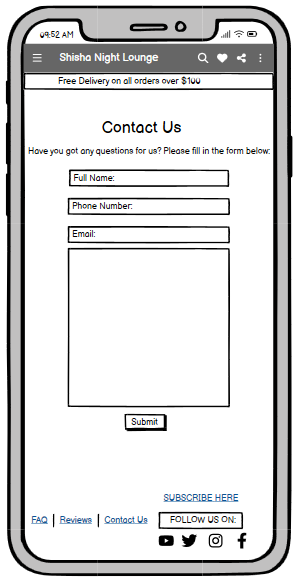 09:52 AM
Shisha Night Lounge
Free Delivery on all orders over $100
Contact Us
Have you got any questions for us? Please fill in the form below:
Full Name:
Phone Number:
Email:
Submit
SUBSCRIBE HERE
FAQ Reviews Contact Us FOLLOW US ON: